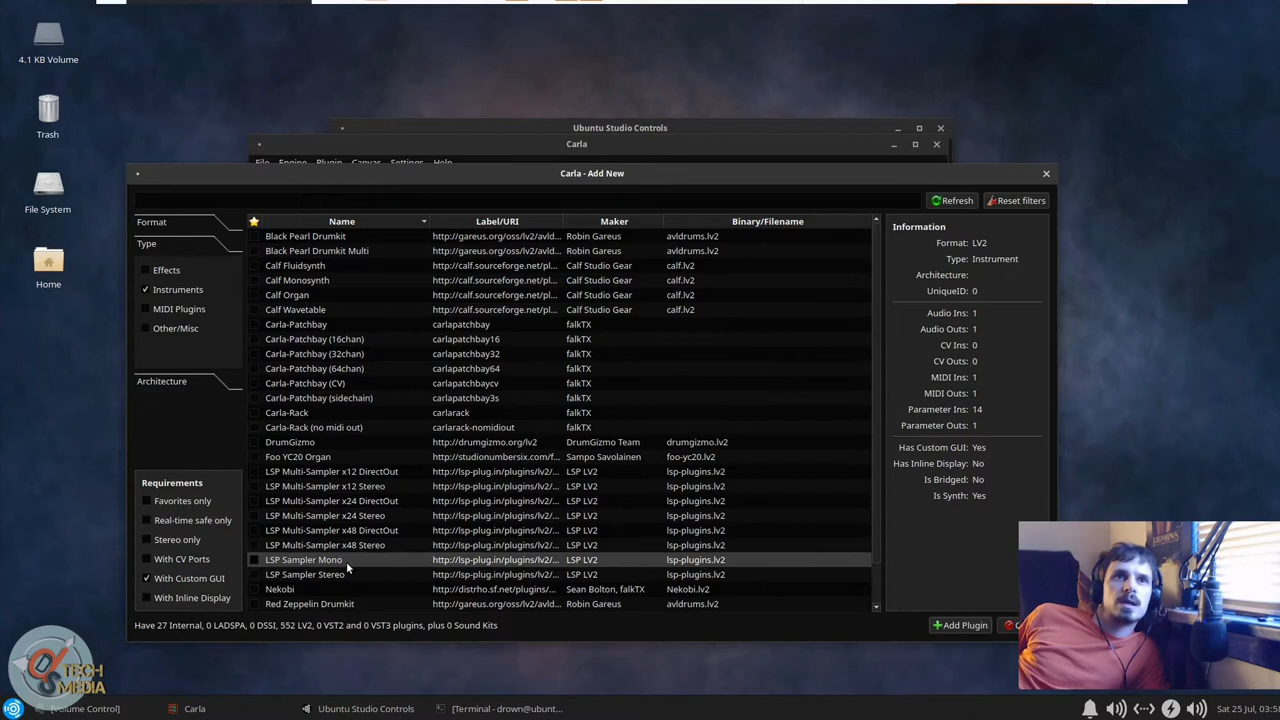 4.1 KB Volume
Trash
File System
Home
Ubuntu Studio Controls
Carla
File Engine Plugin Canvas Settings Help
Carla - Add New
Refresh
Reset filters
Format
Type
Effects
Instruments
MIDI Plugins
Other/Misc
Architecture
Requirements
Favorites only
Real-time safe only
Stereo only
With CV Ports
With Custom GUI
With Inline Display
Name Label/URI Maker Binary/Filename
Black Pearl Drumkit http://gareus.org/oss/lv2/avld... Robin Gareus avldrums.lv2
Black Pearl Drumkit Multi http://gareus.org/oss/lv2/avld... Robin Gareus avldrums.lv2
Calf Fluidsynth http://calf.sourceforge.net/pl... Calf Studio Gear calf.lv2
Calf Monosynth http://calf.sourceforge.net/pl... Calf Studio Gear calf.lv2
Calf Organ http://calf.sourceforge.net/pl... Calf Studio Gear calf.lv2
Calf Wavetable http://calf.sourceforge.net/pl... Calf Studio Gear calf.lv2
Carla-Patchbay carlapatchbay falkTX
Carla-Patchbay (16chan) carlapatchbay16 falkTX
Carla-Patchbay (32chan) carlapatchbay32 falkTX
Carla-Patchbay (64chan) carlapatchbay64 falkTX
Carla-Patchbay (CV) carlapatchbaycv falkTX
Carla-Patchbay (sidechain) carlapatchbay3s falkTX
Carla-Rack carlarack falkTX
Carla-Rack (no midi out) carlarack-nomidiout falkTX
DrumGizmo http://drumgizmo.org/lv2 DrumGizmo Team drumgizmo.lv2
Foo YC20 Organ http://studionumbersix.com/f... Sampo Savolainen foo-yc20.lv2
LSP Multi-Sampler x12 DirectOut http://lsp-plug.in/plugins/lv2/... LSP LV2 lsp-plugins.lv2
LSP Multi-Sampler x12 Stereo http://lsp-plug.in/plugins/lv2/... LSP LV2 lsp-plugins.lv2
LSP Multi-Sampler x24 DirectOut http://lsp-plug.in/plugins/lv2/... LSP LV2 lsp-plugins.lv2
LSP Multi-Sampler x24 Stereo http://lsp-plug.in/plugins/lv2/... LSP LV2 lsp-plugins.lv2
LSP Multi-Sampler x48 DirectOut http://lsp-plug.in/plugins/lv2/... LSP LV2 lsp-plugins.lv2
LSP Multi-Sampler x48 Stereo http://lsp-plug.in/plugins/lv2/... LSP LV2 lsp-plugins.lv2
LSP Sampler Mono http://lsp-plug.in/plugins/lv2/... LSP LV2 lsp-plugins.lv2
LSP Sampler Stereo http://lsp-plug.in/plugins/lv2/... LSP LV2 lsp-plugins.lv2
Nekobi http://distrho.sf.net/plugins/... Sean Bolton, falkTX Nekobi.lv2
Red Zeppelin Drumkit http://gareus.org/oss/lv2/avld... Robin Gareus avldrums.lv2
Information
Format: LV2
Type: Instrument
Architecture:
UniqueID: 0
Audio Ins: 1
Audio Outs: 1
CV Ins: 0
CV Outs: 0
MIDI Ins: 1
MIDI Outs: 1
Parameter Ins: 14
Parameter Outs: 1
Has Custom GUI: Yes
Has Inline Display: No
Is Bridged: No
Is Synth: Yes
Have 27 Internal, 0 LADSPA, 0 DSSI, 552 LV2, 0 VST2 and 0 VST3 plugins, plus 0 Sound Kits
Add Plugin
TECH
MEDIA
[Volume Control]
Carla
Ubuntu Studio Controls
[Terminal - drown@ubunt...
Sat 25 Jul, 03:5